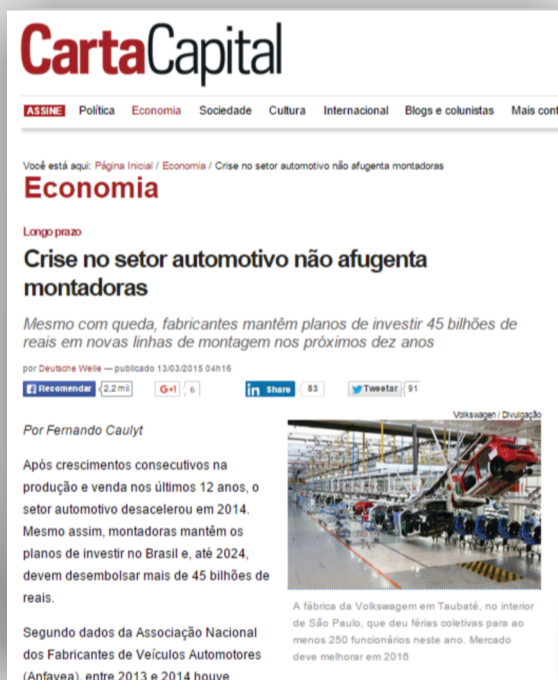 CartaCapital
ASSINE Política Economia Sociedade Cultura Internacional Blogs e colunistas Mais cont
Você está aqui: Página Inicial / Economia / Crise no setor automotivo não afugenta montadoras
Economia
Longo prazo
Crise no setor automotivo não afugenta
montadoras
Mesmo com queda, fabricantes mantêm planos de investir 45 bilhões de
reais em novas linhas de montagem nos próximos dez anos
por Deutsche Welle — publicado 13/03/2015 04h16
Recomendar 2,2 mil G+1 6 in Share 83 Tweetar 91
Volkswagen / Divulgação
Por Fernando Caulyt
Após crescimentos consecutivos na
produção e venda nos últimos 12 anos, o
setor automotivo desacelerou em 2014.
Mesmo assim, montadoras mantêm os
planos de investir no Brasil e, até 2024,
devem desembolsar mais de 45 bilhões de
reais.
Segundo dados da Associação Nacional
dos Fabricantes de Veículos Automotores
(Anfavea), entre 2013 e 2014 houve
A fábrica da Volkswagen em Taubaté, no interior
de São Paulo, que deu férias coletivas para ao
menos 250 funcionários neste ano. Mercado
deve melhorar em 2016